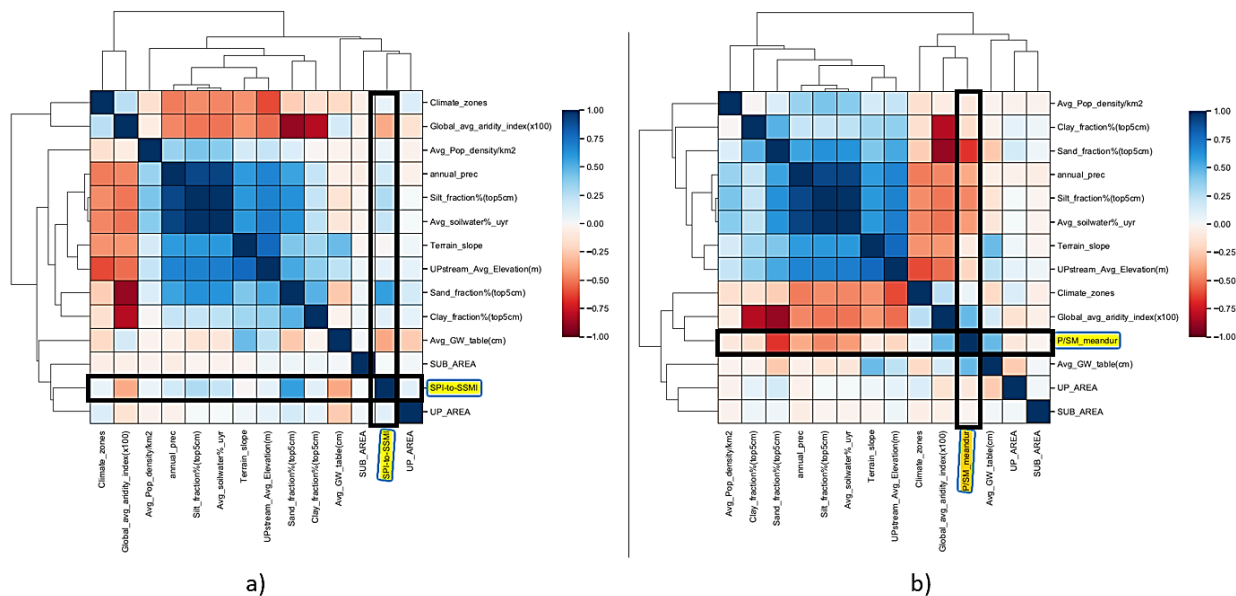 Climate_zones
Global_avg_aridity_index(x100)
Avg_Pop_density/km2
annual_prec
Silt_fraction%(top5cm)
Avg_soilwater%_uyr
Terrain_slope
UPstream_Avg_Elevation(m)
Sand_fraction%(top5cm)
Clay_fraction%(top5cm)
Avg_GW_table(cm)
SUB_AREA
SPI-to-SSMI
UP_AREA
1.00
0.75
0.50
0.25
0.00
−0.25
−0.50
−0.75
−1.00
Climate_zones
Global_avg_aridity_index(x100)
Avg_Pop_density/km2
annual_prec
Silt_fraction%(top5cm)
Avg_soilwater%_uyr
Terrain_slope
UPstream_Avg_Elevation(m)
Sand_fraction%(top5cm)
Clay_fraction%(top5cm)
Avg_GW_table(cm)
SUB_AREA
SPI-to-SSMI
UP_AREA
a)
Avg_Pop_density/km2
Clay_fraction%(top5cm)
Sand_fraction%(top5cm)
annual_prec
Silt_fraction%(top5cm)
Avg_soilwater%_uyr
Terrain_slope
UPstream_Avg_Elevation(m)
Climate_zones
Global_avg_aridity_index(x100)
P/SM_meandur
Avg_GW_table(cm)
UP_AREA
SUB_AREA
1.00
0.75
0.50
0.25
0.00
−0.25
−0.50
−0.75
−1.00
Avg_Pop_density/km2
Clay_fraction%(top5cm)
Sand_fraction%(top5cm)
annual_prec
Silt_fraction%(top5cm)
Avg_soilwater%_uyr
Terrain_slope
UPstream_Avg_Elevation(m)
Climate_zones
Global_avg_aridity_index(x100)
P/SM_meandur
Avg_GW_table(cm)
UP_AREA
SUB_AREA
b)